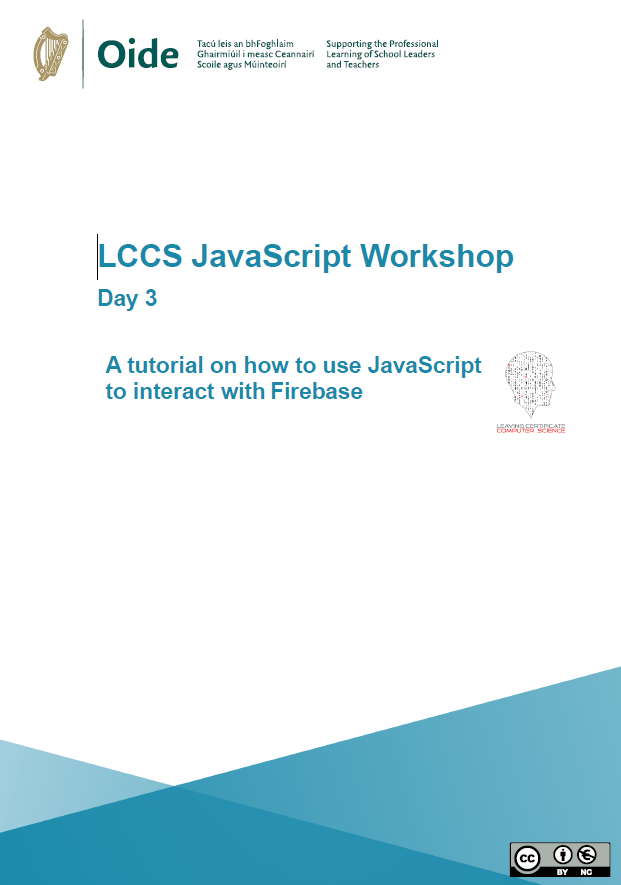 Oide
Tacú leis an bhFoghlaim
Ghairmiúil i measc Ceannairí
Scoile agus Múinteoirí
Supporting the Professional
Learning of School Leaders
and Teachers
LCCS JavaScript Workshop
Day 3
A tutorial on how to use JavaScript
to interact with Firebase
LEAVING CERTIFICATE
COMPUTER SCIENCE
cc
BY NC